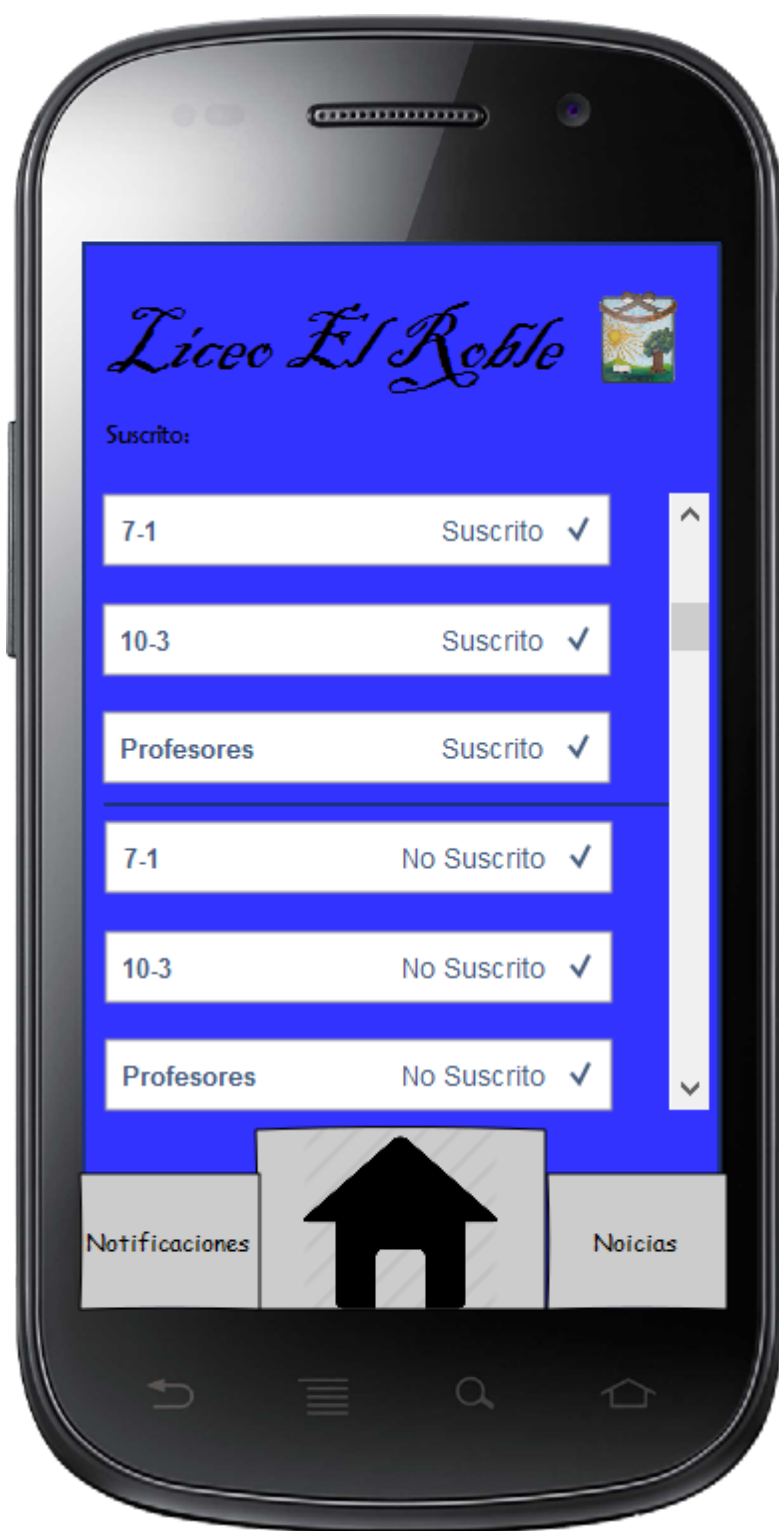 Liceo El Roble
Suscrito:
7-1 Suscrito
10-3 Suscrito
Profesores Suscrito
7-1 No Suscrito
10-3 No Suscrito
Profesores No Suscrito
Notificaciones Noicias